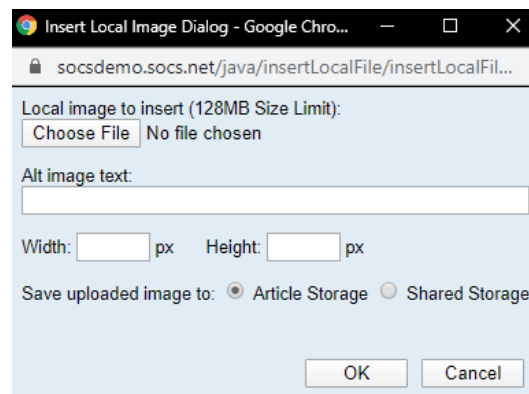 Insert Local Image Dialog - Google Chro...
socsdemo.socs.net/java/insertLocalFile/insertLocalFil...
Local image to insert (128MB Size Limit):
Choose File No file chosen
Alt image text:
Width: px Height: px
Save uploaded image to: Article Storage Shared Storage
OK Cancel